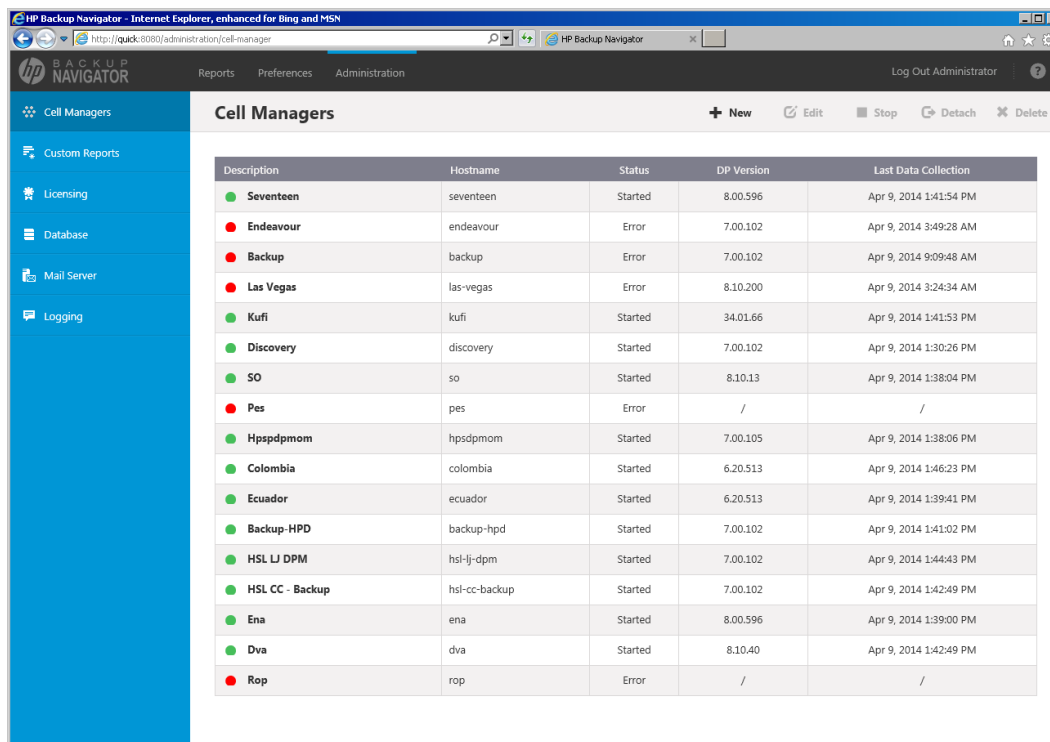 HP Backup Navigator - Internet Explorer, enhanced for Bing and MSN
http://quick:8080/administration/cell-manager
HP Backup Navigator
hp BACKUP NAVIGATOR
Reports Preferences Administration Log Out Administrator ?
Cell Managers
Custom Reports
Licensing
Database
Mail Server
Logging
Cell Managers New Edit Stop Detach Delete
Description Hostname Status DP Version Last Data Collection
Seventeen seventeen Started 8.00.596 Apr 9, 2014 1:41:54 PM
Endeavour endeavour Error 7.00.102 Apr 9, 2014 3:49:28 AM
Backup backup Error 7.00.102 Apr 9, 2014 9:09:48 AM
Las Vegas las-vegas Error 8.10.200 Apr 9, 2014 3:24:34 AM
Kufi kufi Started 34.01.66 Apr 9, 2014 1:41:53 PM
Discovery discovery Started 7.00.102 Apr 9, 2014 1:30:26 PM
SO so Started 8.10.13 Apr 9, 2014 1:38:04 PM
Pes pes Error / /
Hpspdpmom hpsdpmom Started 7.00.105 Apr 9, 2014 1:38:06 PM
Colombia colombia Started 6.20.513 Apr 9, 2014 1:46:23 PM
Ecuador ecuador Started 6.20.513 Apr 9, 2014 1:39:41 PM
Backup-HPD backup-hpd Started 7.00.102 Apr 9, 2014 1:41:02 PM
HSL LJ DPM hsl-lj-dpm Started 7.00.102 Apr 9, 2014 1:44:43 PM
HSL CC - Backup hsl-cc-backup Started 7.00.102 Apr 9, 2014 1:42:49 PM
Ena ena Started 8.00.596 Apr 9, 2014 1:39:00 PM
Dva dva Started 8.10.40 Apr 9, 2014 1:42:49 PM
Rop rop Error / /